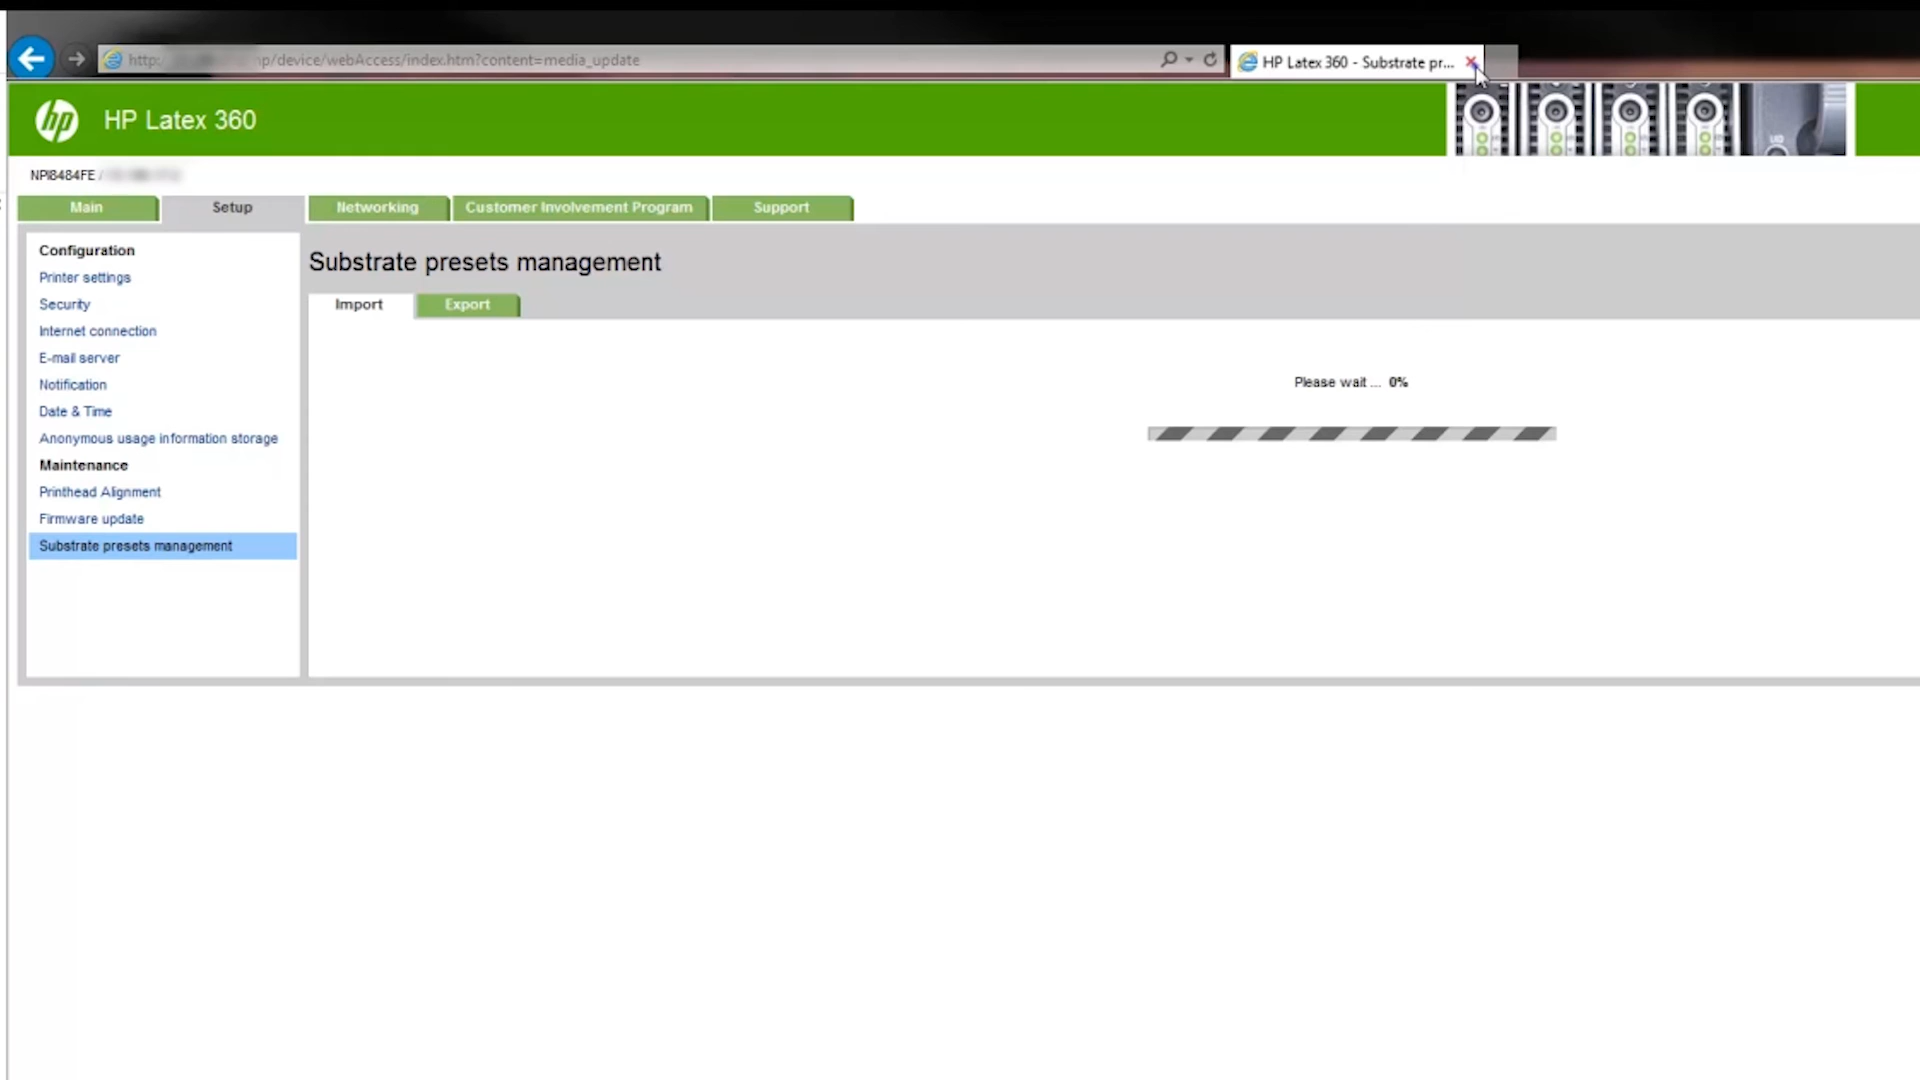 http:
p/device/webAccess/index.htm?content=media_update
HP Latex 360 - Substrate pr...
hp
HP Latex 360
NPI8484FE /
Main
Setup
Networking
Customer Involvement Program
Support
Configuration
Printer settings
Security
Internet connection
E-mail server
Notification
Date & Time
Anonymous usage information storage
Maintenance
Printhead Alignment
Firmware update
Substrate presets management
Substrate presets management
Import
Export
Please wait ... 0%